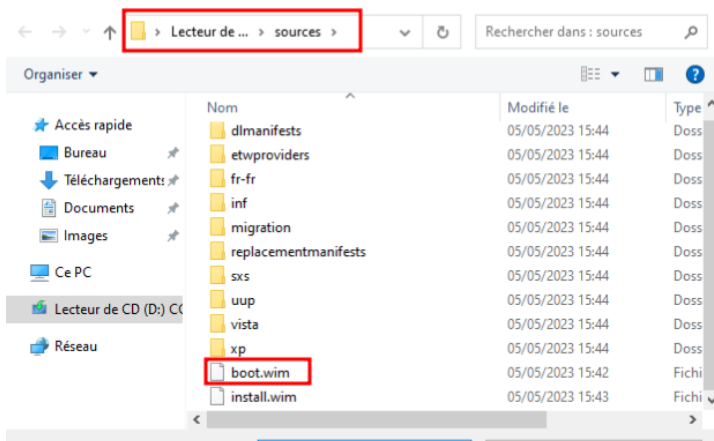 Lecteur de ... > sources >
Rechercher dans : sources
Organiser
Nom Modifié le Type
Accès rapide
Bureau
Téléchargements
Documents
Images
Ce PC
Lecteur de CD (D:) CC
Réseau
dlmanifests 05/05/2023 15:44 Doss
etwproviders 05/05/2023 15:44 Doss
fr-fr 05/05/2023 15:44 Doss
inf 05/05/2023 15:44 Doss
migration 05/05/2023 15:44 Doss
replacementmanifests 05/05/2023 15:44 Doss
sxs 05/05/2023 15:44 Doss
uup 05/05/2023 15:44 Doss
vista 05/05/2023 15:44 Doss
xp 05/05/2023 15:44 Doss
boot.wim 05/05/2023 15:42 Fichi
install.wim 05/05/2023 15:43 Fichi